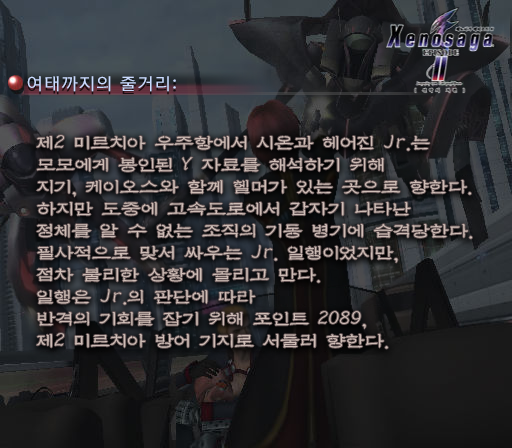 Xenosaga
EPISODE
II
여태까지의 줄거리:
제2 미르치아 우주항에서 시온과 헤어진 Jr.는
모모에게 봉인된 Y 자료를 해석하기 위해
지기, 케이오스와 함께 헬머가 있는 곳으로 향한다.
하지만 도중에 고속도로에서 갑자기 나타난
정체를 알 수 없는 조직의 기동 병기에 습격당한다.
필사적으로 맞서 싸우는 Jr. 일행이었지만,
점차 불리한 상황에 몰리고 만다.
일행은 Jr.의 판단에 따라
반격의 기회를 잡기 위해 포인트 2089,
제2 미르치아 방어 기지로 서둘러 향한다.